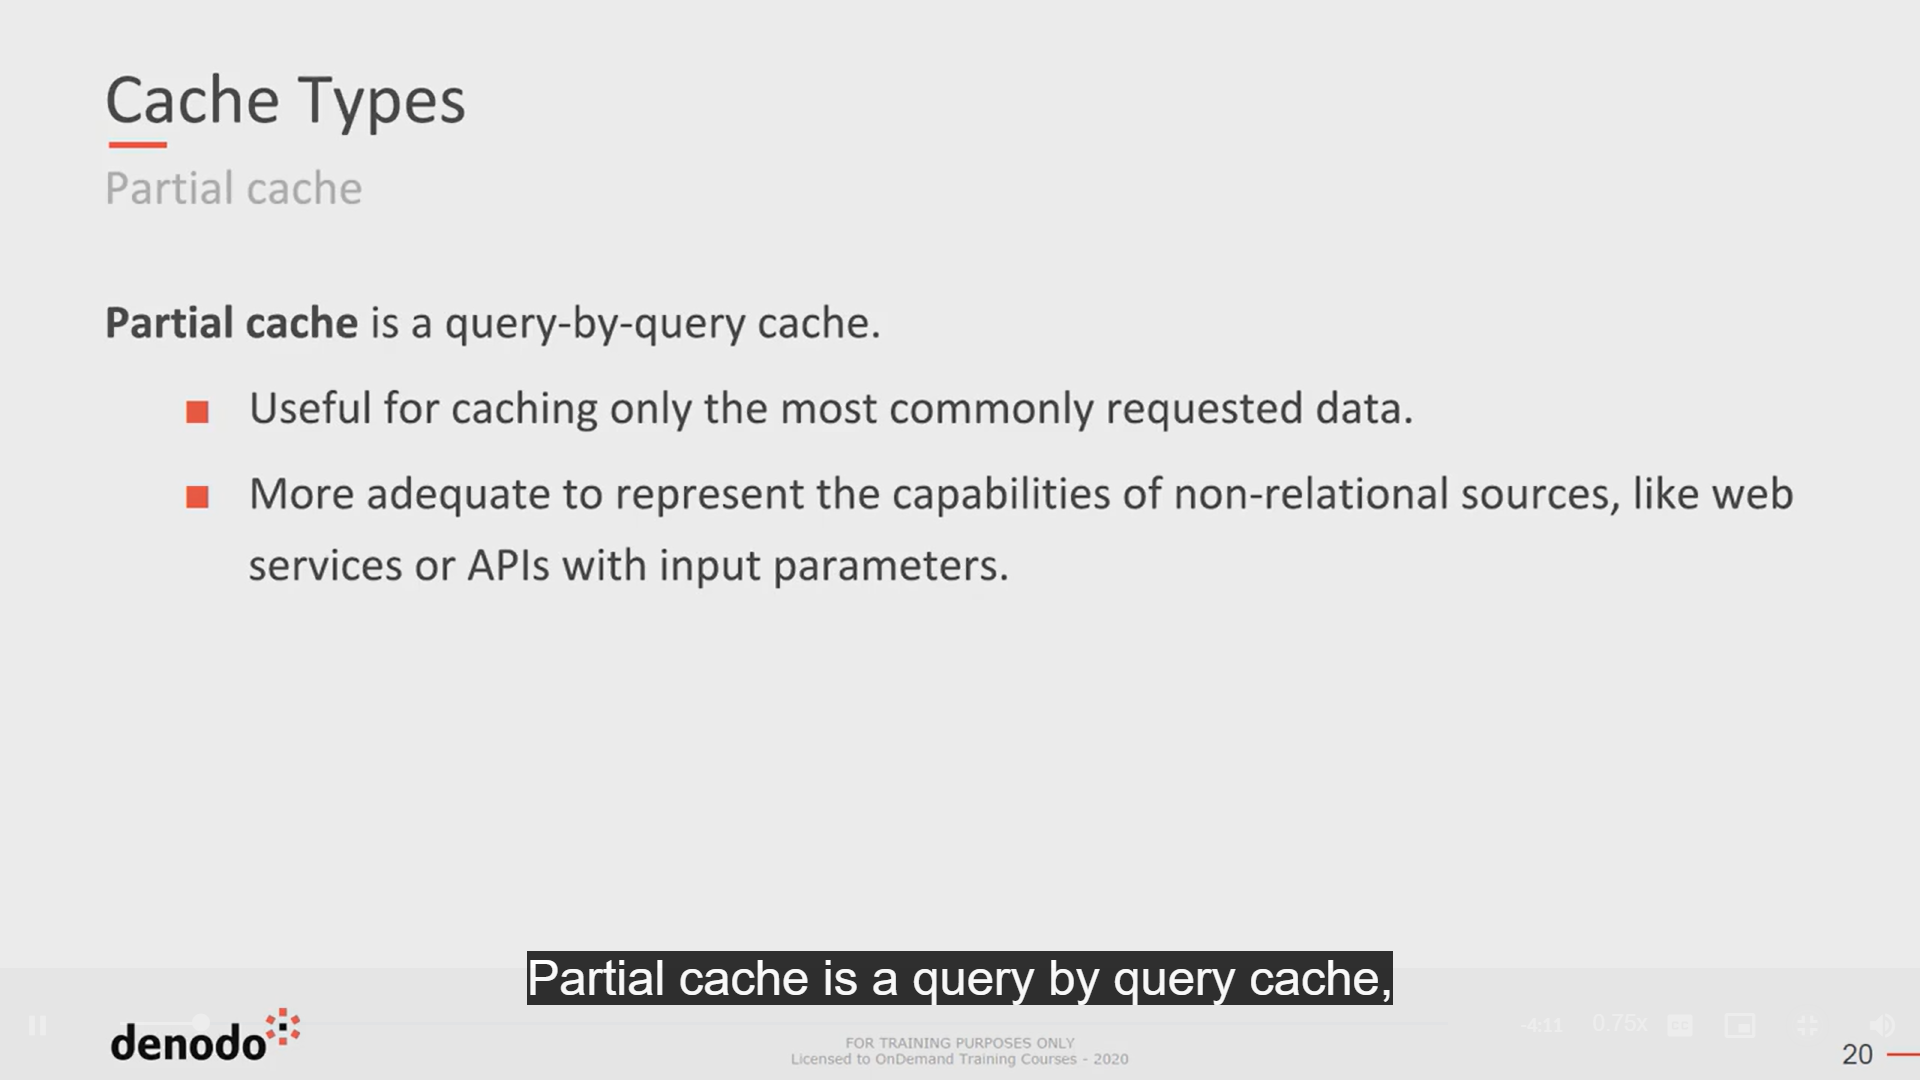 Cache Types
Partial cache
Partial cache is a query-by-query cache.
Useful for caching only the most commonly requested data.
More adequate to represent the capabilities of non-relational sources, like web
services or APIs with input parameters.
Partial cache is a query by query cache,
denodo
FOR TRAINING PURPOSES ONLY
Licensed to OnDemand Training Courses - 2020
-4:11
0.75x
CC
20